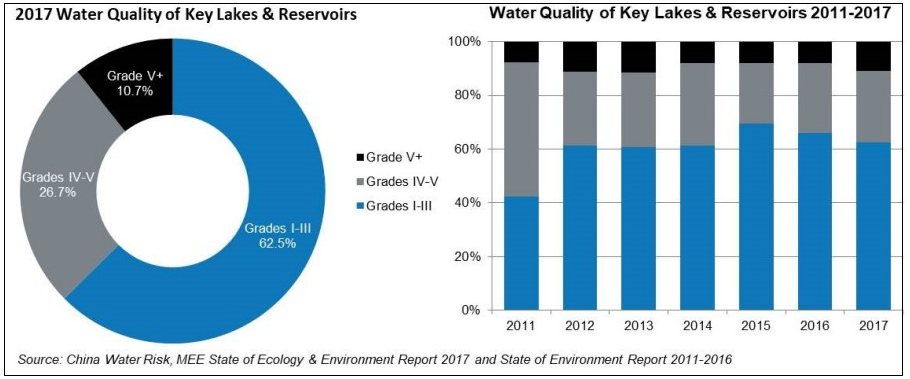 2017 Water Quality of Key Lakes & Reservoirs
Grade V+
10.7%
Grades IV-V
26.7%
Grades I-III
62.5%
Grade V+
Grades IV-V
Grades I-III
Water Quality of Key Lakes & Reservoirs 2011-2017
100%
80%
60%
40%
20%
0%
2011 2012 2013 2014 2015 2016 2017
Source: China Water Risk, MEE State of Ecology & Environment Report 2017 and State of Environment Report 2011-2016